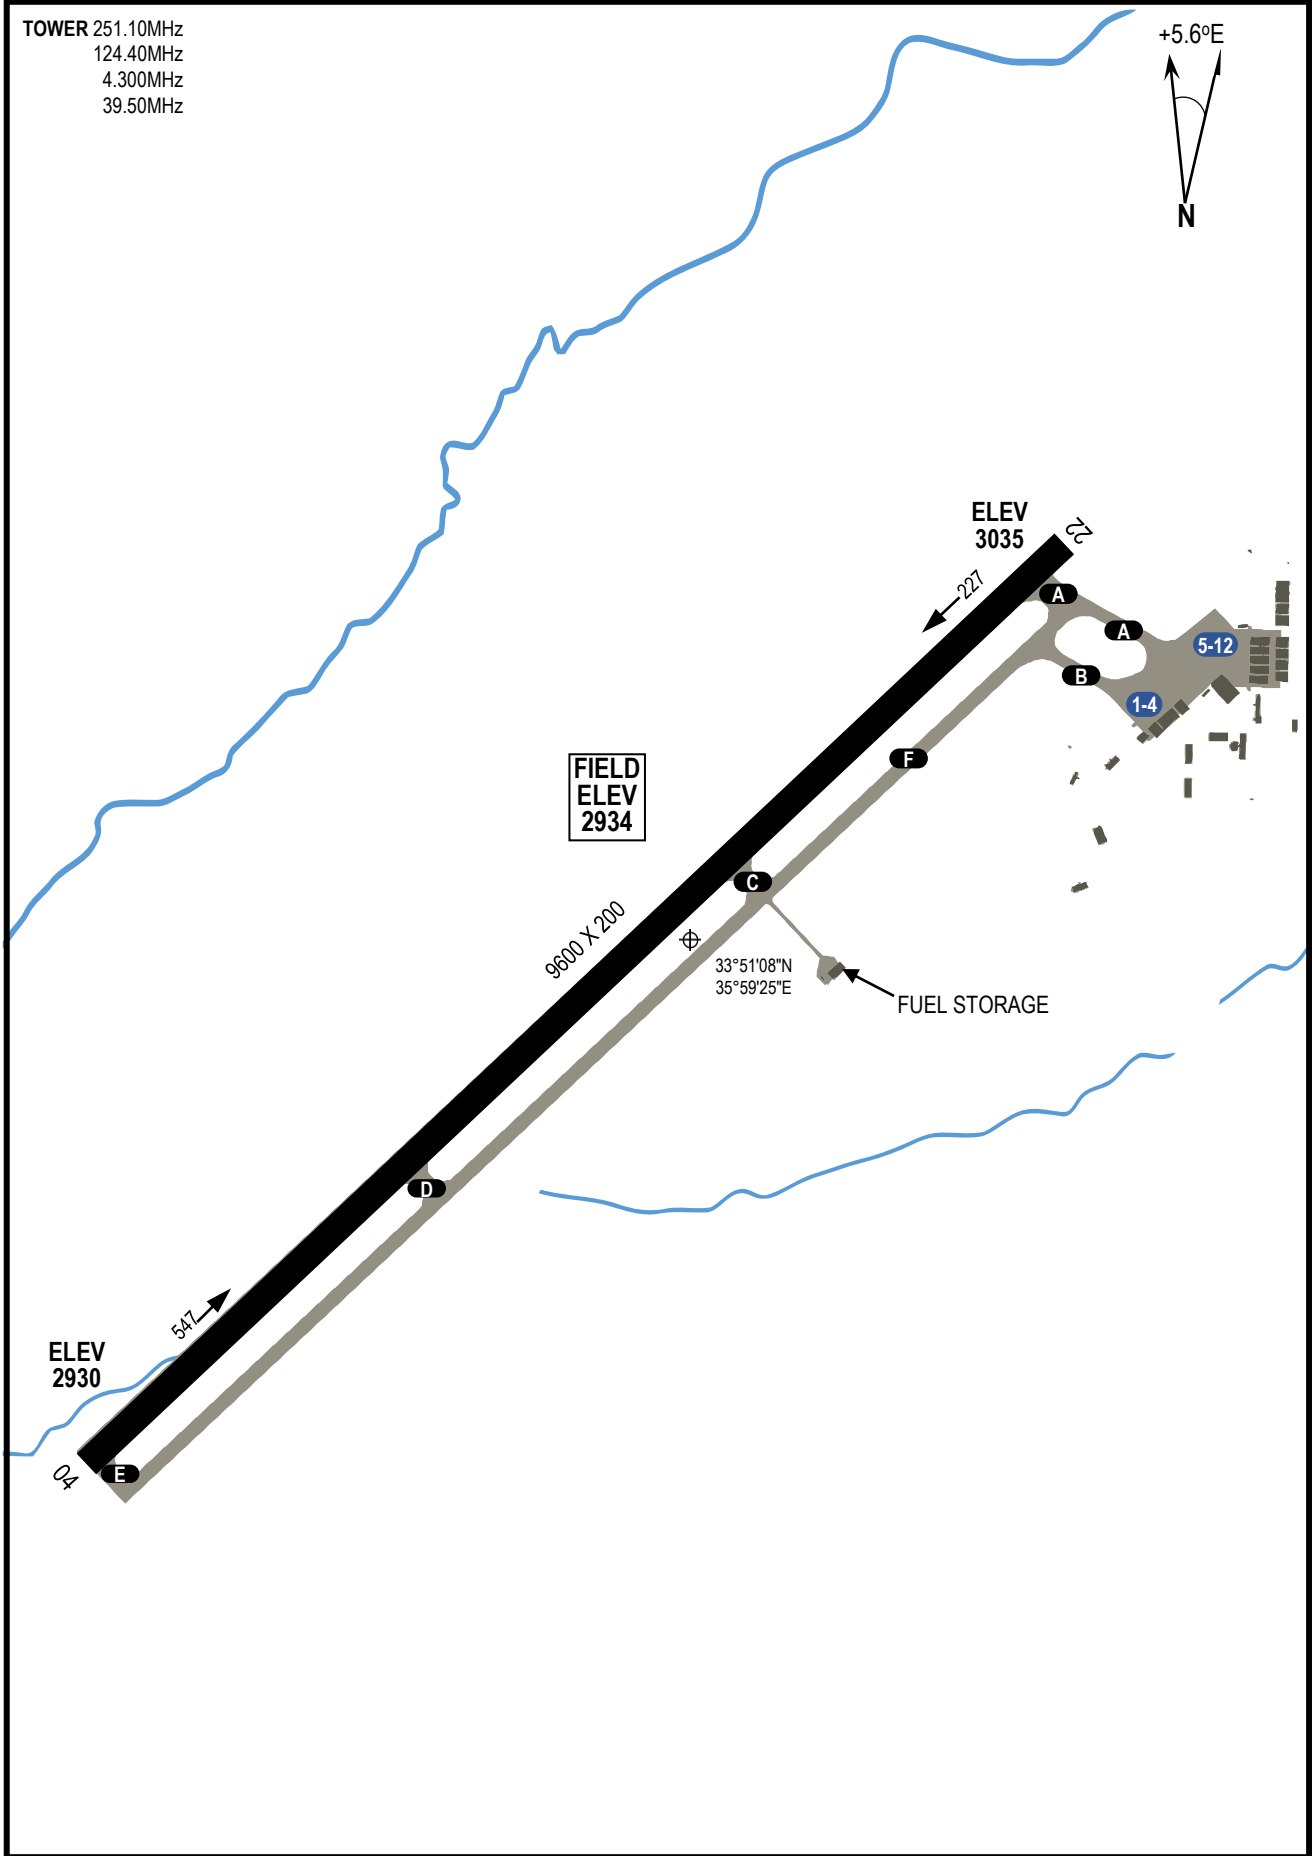 TOWER 251.10MHz
124.40MHz
4.300MHz
39.50MHz
+5.6ºE
N
ELEV
3035
22
227
A
A
5-12
B
1-4
F
FIELD
ELEV
2934
C
9600 X 200
33°51'08"N
35°59'25"E
FUEL STORAGE
D
547
ELEV
2930
04
E